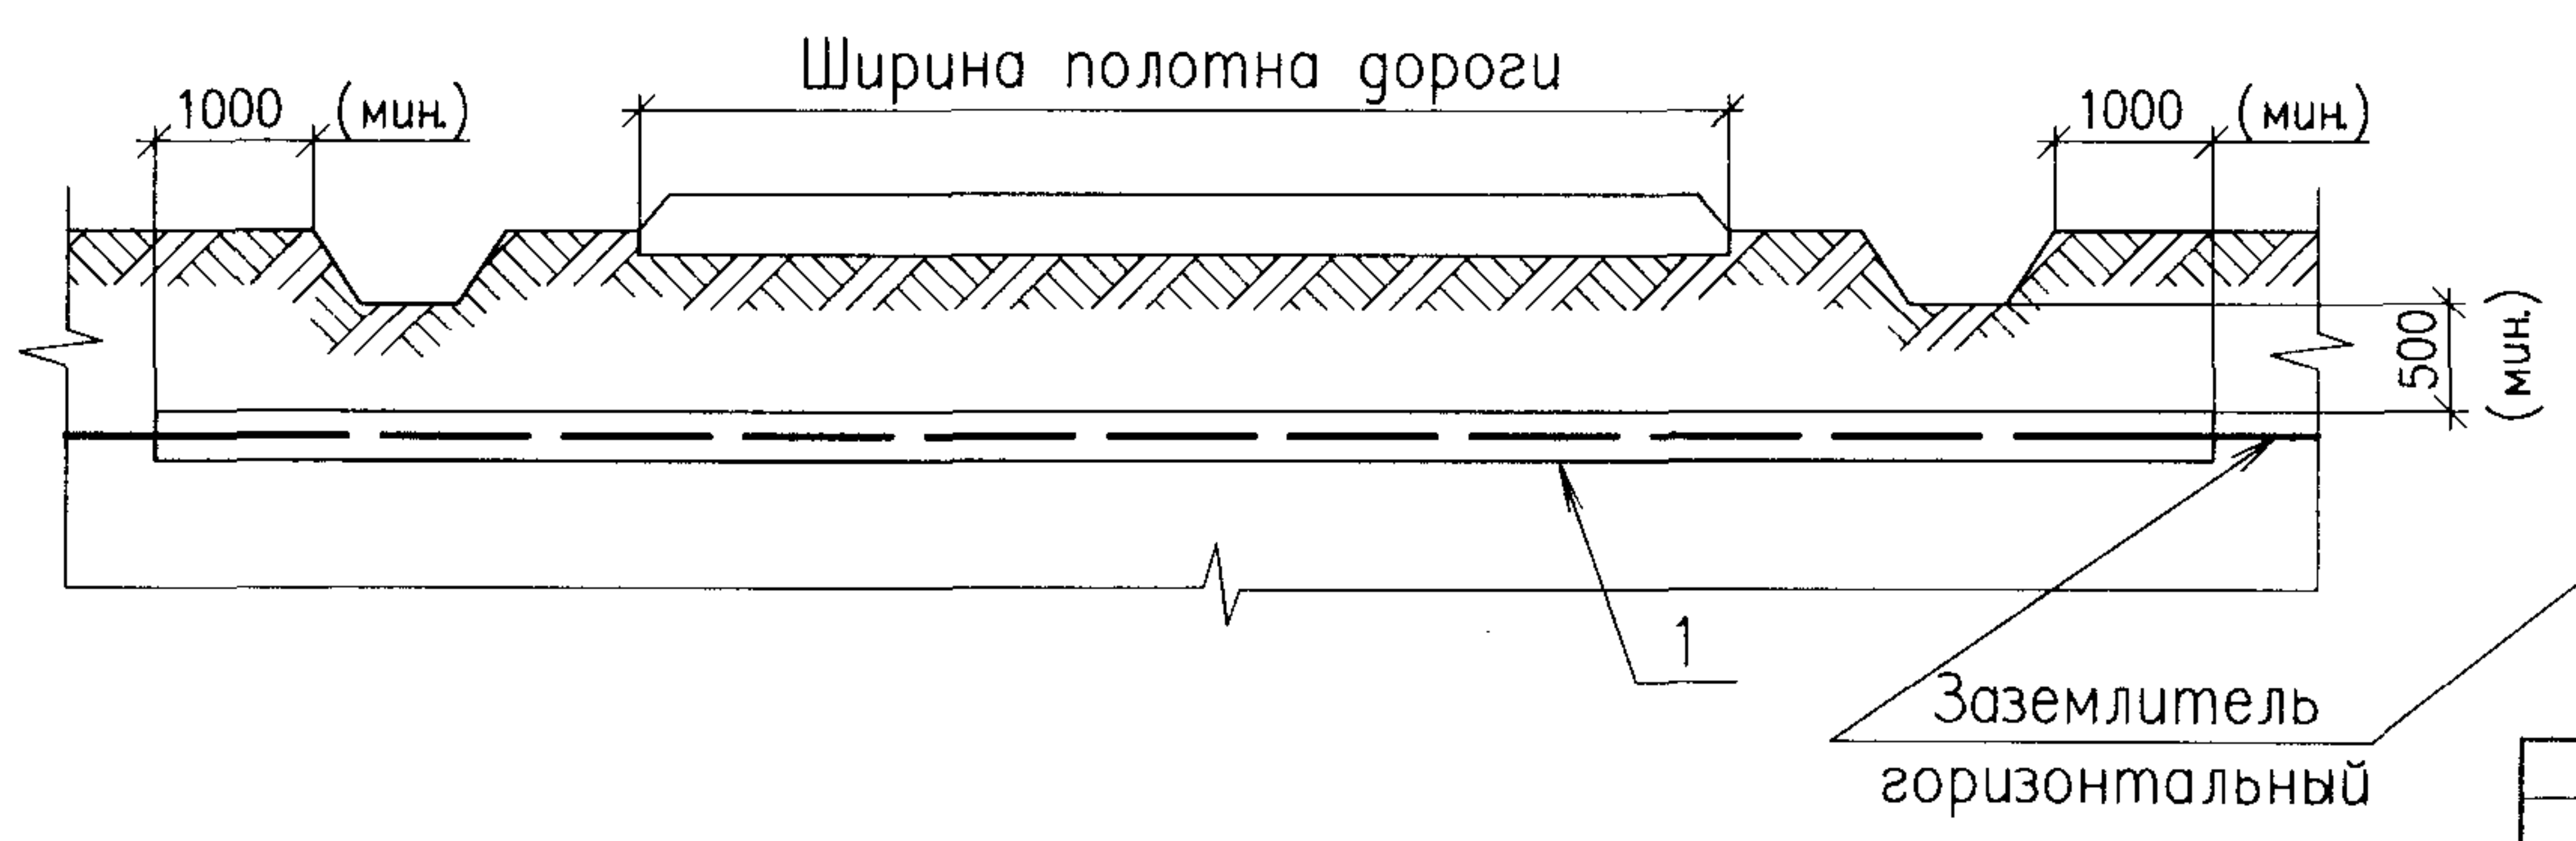 Ширина полотна дороги
1000 (мин.)
1000 (мин.)
500
(мин.)
1
Заземлитель
горизонтальный